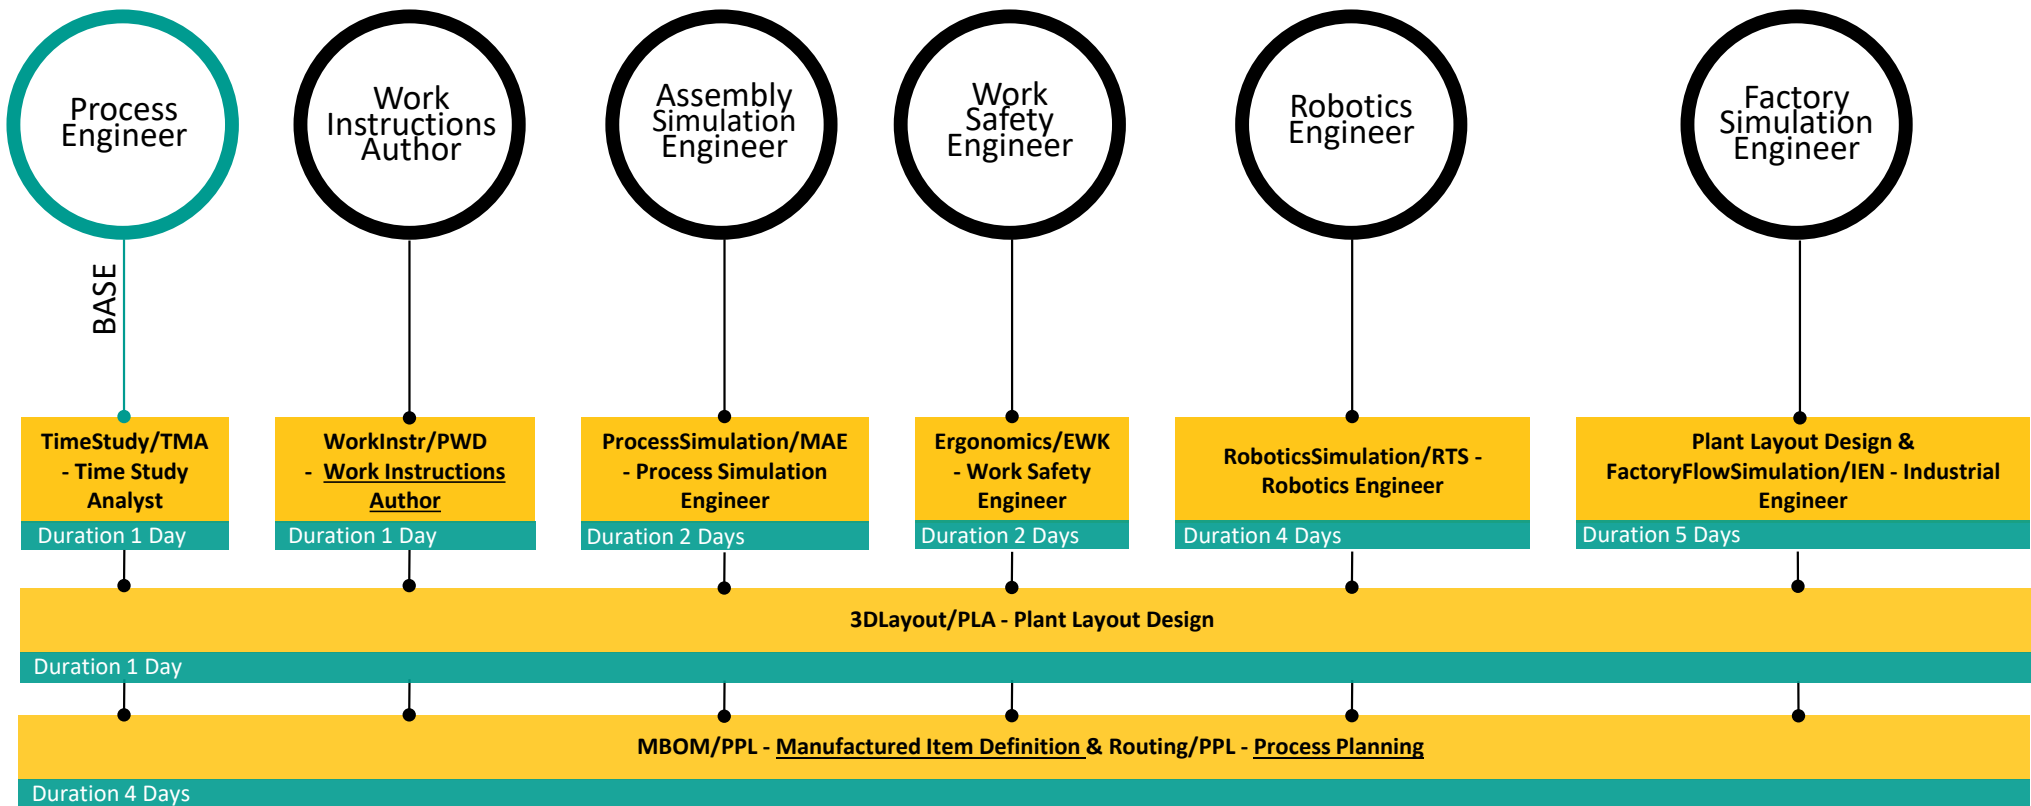 Process
Engineer
Work
Instructions
Author
Assembly
Simulation
Engineer
Work
Safety
Engineer
Robotics
Engineer
Factory
Simulation
Engineer
BASE
TimeStudy/TMA
- Time Study
Analyst
Duration 1 Day
WorkInstr/PWD
- Work Instructions
Author
Duration 1 Day
ProcessSimulation/MAE
- Process Simulation
Engineer
Duration 2 Days
Ergonomics/EWK
- Work Safety
Engineer
Duration 2 Days
RoboticsSimulation/RTS -
Robotics Engineer
Duration 4 Days
Plant Layout Design &
FactoryFlowSimulation/IEN - Industrial
Engineer
Duration 5 Days
3DLayout/PLA - Plant Layout Design
Duration 1 Day
MBOM/PPL - Manufactured Item Definition & Routing/PPL - Process Planning
Duration 4 Days